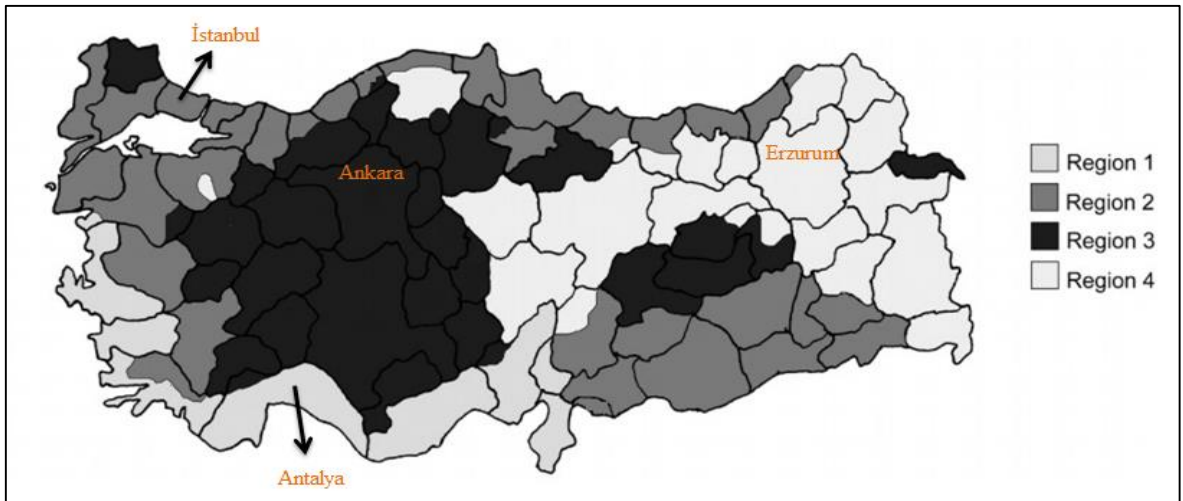 İstanbul
Ankara
Erzurum
Antalya
Region 1
Region 2
Region 3
Region 4